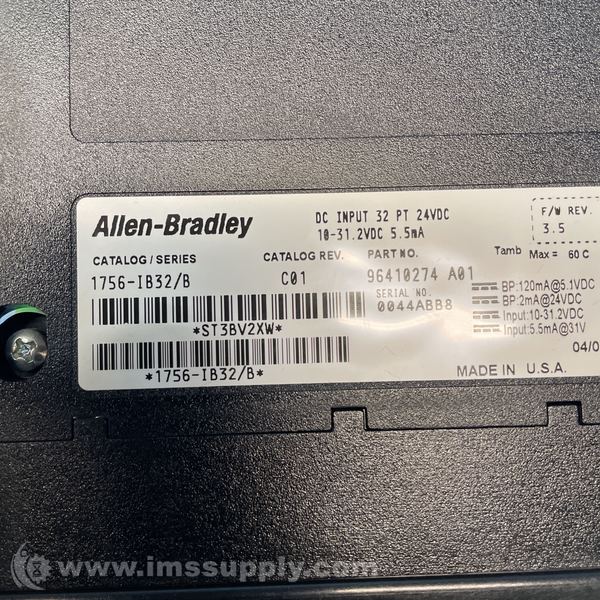 Allen-Bradley
DC INPUT 32 PT 24VDC
10-31.2VDC 5.5mA
F/W REV.
3.5
CATALOG/SERIES
1756-IB32/B
CATALOG REV.
C01
PART NO.
96410274 A01
Tamb Max = 60 C
SERIAL NO.
0044ABB8
BP:120mA@5.1VDC
BP:2mA@24VDC
Input:10-31.2VDC
Input:5.5mA@31V
*ST3BV2XW*
*1756-IB32/B*
MADE IN U.S.A.
04/0
www.imssupply.com